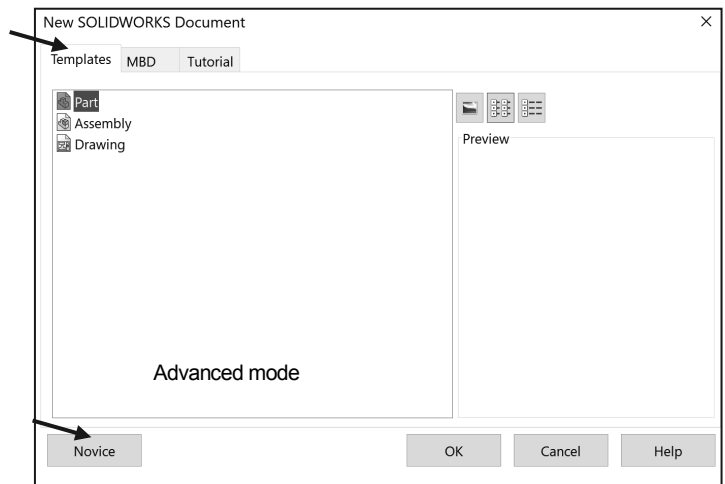 New SOLIDWORKS Document
Templates MBD Tutorial
Part
Assembly
Drawing
Preview
Advanced mode
Novice OK Cancel Help